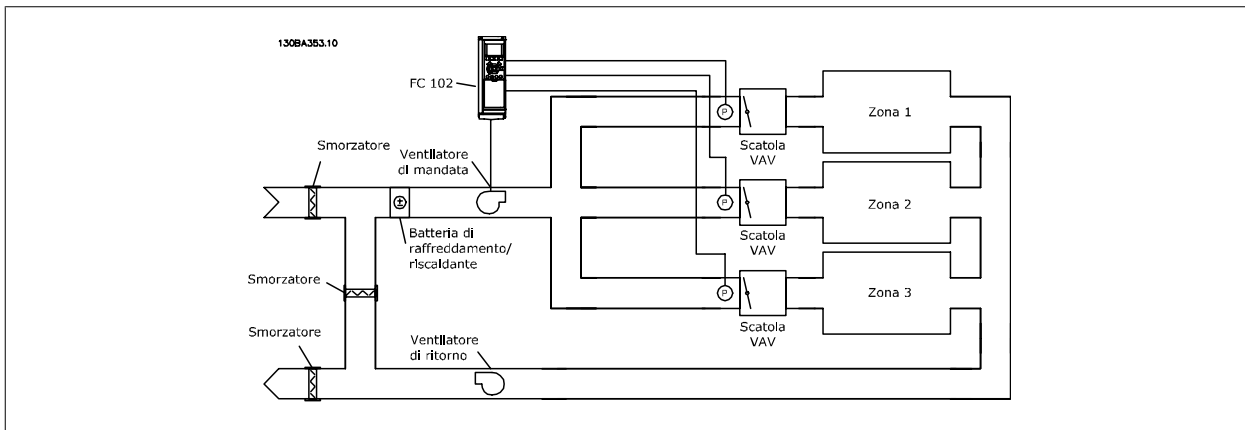 130BA353.10
FC 102
Smorzatore
Ventilatore
di mandata
Batteria di
raffreddamento/
riscaldante
Smorzatore
Smorzatore
Ventilatore
di ritorno
P
Scatola
VAV
Zona 1
P
Scatola
VAV
Zona 2
P
Scatola
VAV
Zona 3